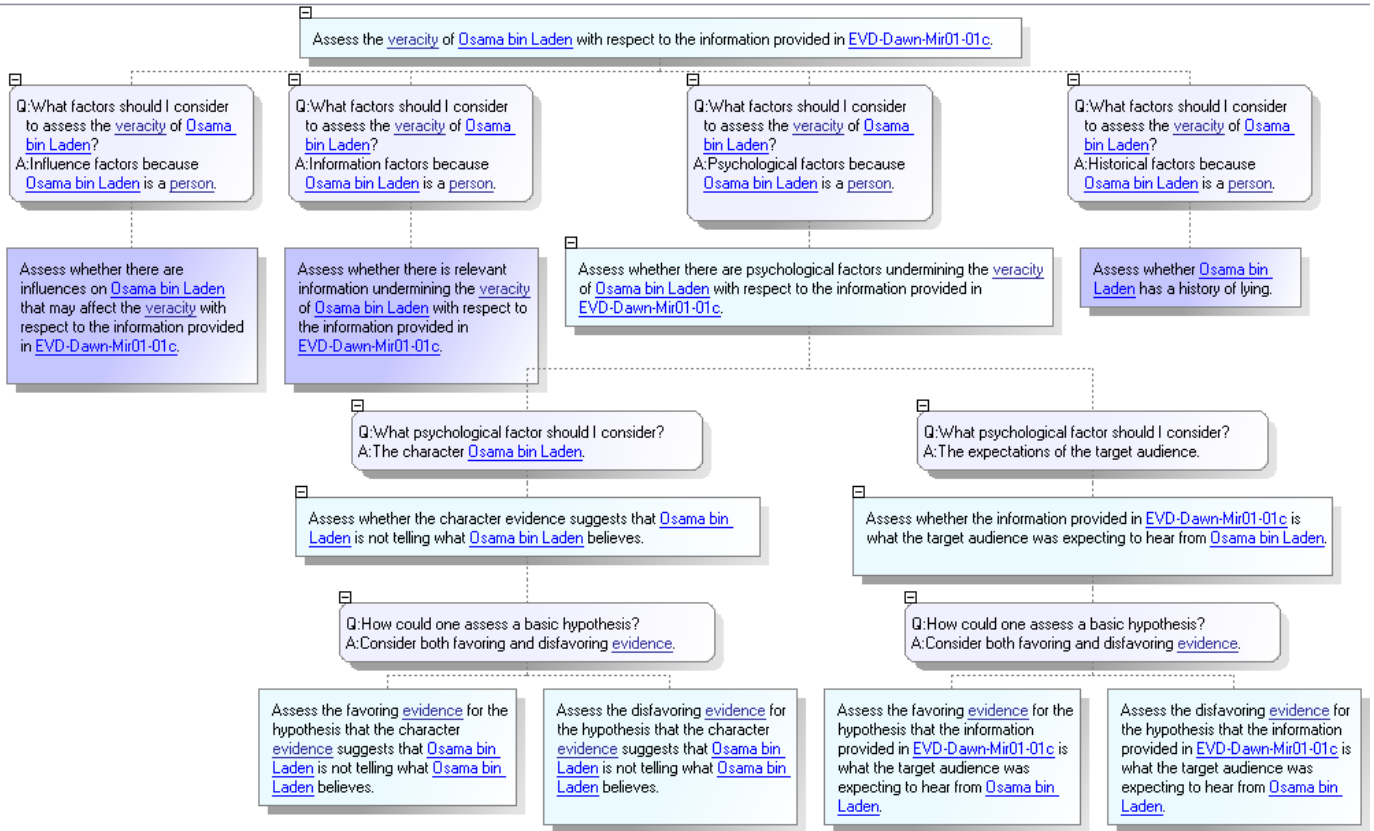 Assess the veracity of Osama bin Laden with respect to the information provided in EVD-Dawn-Mir01-01c.
Q:What factors should I consider
to assess the veracity of Osama
bin Laden?
A:Influence factors because
Osama bin Laden is a person.
Q:What factors should I consider
to assess the veracity of Osama
bin Laden?
A:Information factors because
Osama bin Laden is a person.
Q:What factors should I consider
to assess the veracity of Osama
bin Laden?
A:Psychological factors because
Osama bin Laden is a person.
Q:What factors should I consider
to assess the veracity of Osama
bin Laden?
A:Historical factors because
Osama bin Laden is a person.
Assess whether there are
influences on Osama bin Laden
that may affect the veracity with
respect to the information provided
in EVD-Dawn-Mir01-01c.
Assess whether there is relevant
information undermining the veracity
of Osama bin Laden with respect to
the information provided in
EVD-Dawn-Mir01-01c.
Assess whether there are psychological factors undermining the veracity
of Osama bin Laden with respect to the information provided in
EVD-Dawn-Mir01-01c.
Assess whether Osama bin
Laden has a history of lying.
Q:What psychological factor should I consider?
A:The character Osama bin Laden.
Q:What psychological factor should I consider?
A:The expectations of the target audience.
Assess whether the character evidence suggests that Osama bin
Laden is not telling what Osama bin Laden believes.
Assess whether the information provided in EVD-Dawn-Mir01-01c is
what the target audience was expecting to hear from Osama bin Laden.
Q:How could one assess a basic hypothesis?
A:Consider both favoring and disfavoring evidence.
Q:How could one assess a basic hypothesis?
A:Consider both favoring and disfavoring evidence.
Assess the favoring evidence for the
hypothesis that the character
evidence suggests that Osama bin
Laden is not telling what Osama bin
Laden believes.
Assess the disfavoring evidence for
the hypothesis that the character
evidence suggests that Osama bin
Laden is not telling what Osama bin
Laden believes.
Assess the favoring evidence for the
hypothesis that the information
provided in EVD-Dawn-Mir01-01c is
what the target audience was
expecting to hear from Osama bin
Laden.
Assess the disfavoring evidence for
the hypothesis that the information
provided in EVD-Dawn-Mir01-01c is
what the target audience was
expecting to hear from Osama bin
Laden.